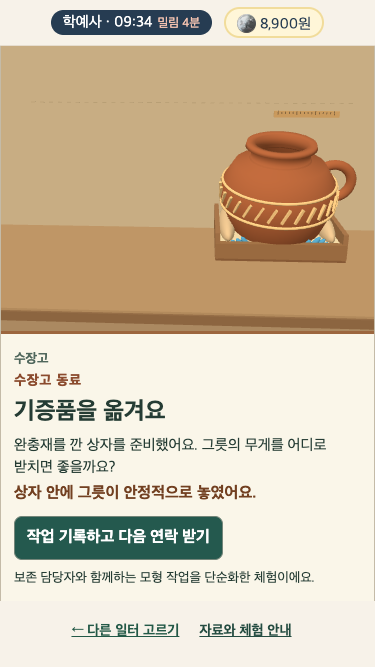 학예사 · 09:34 밀림 4분
8,900원
수장고
수장고 동료
기증품을 옮겨요
완충재를 깐 상자를 준비했어요. 그릇의 무게를 어디로
받치면 좋을까요?
상자 안에 그릇이 안정적으로 놓였어요.
작업 기록하고 다음 연락 받기
보존 담당자와 함께하는 모형 작업을 단순화한 체험이에요.
← 다른 일터 고르기
자료와 체험 안내